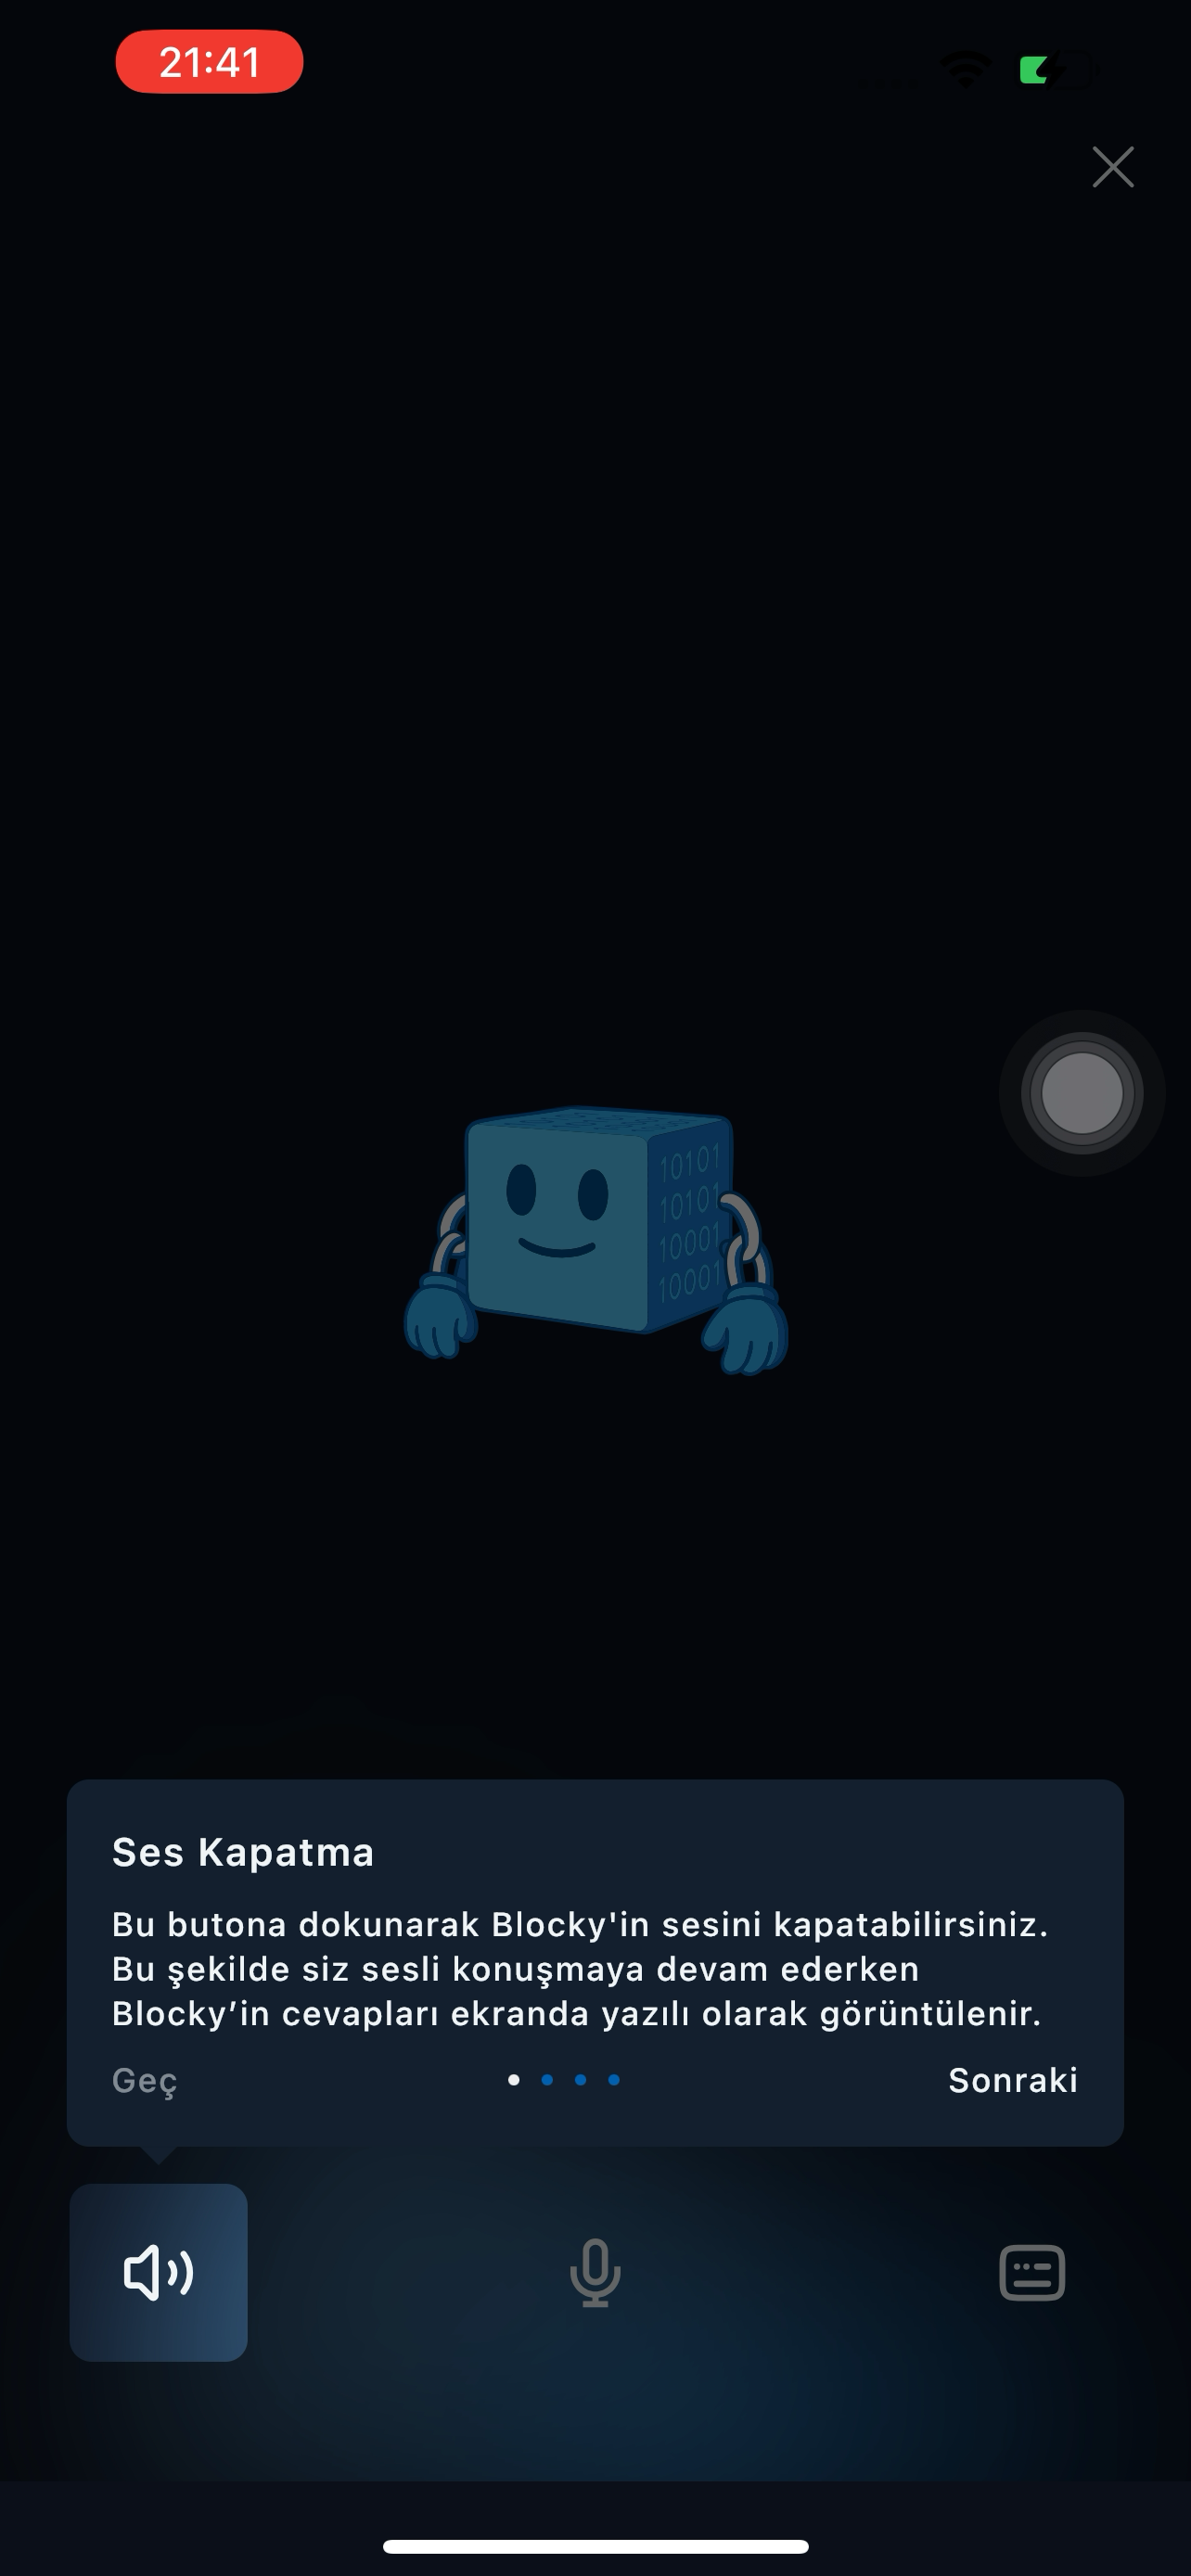 21:41
10101
10101
10001
10001
Ses Kapatma
Bu butona dokunarak Blocky'in sesini kapatabilirsiniz.
Bu şekilde siz sesli konuşmaya devam ederken
Blocky’in cevapları ekranda yazılı olarak görüntülenir.
Geç
Sonraki